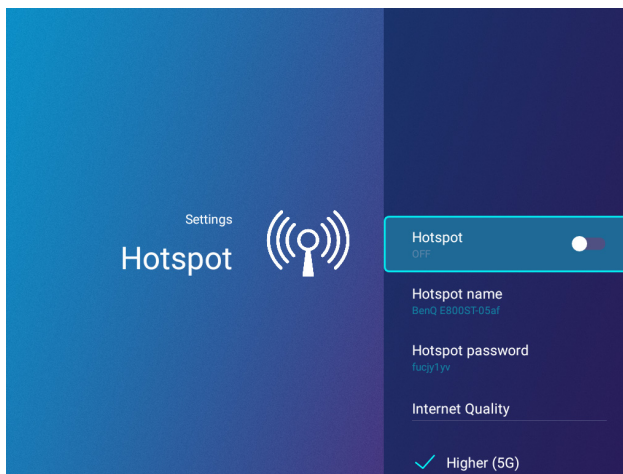 Settings
Hotspot
Hotspot
OFF
Hotspot name
BenQ E800ST-05af
Hotspot password
fucjy1yv
Internet Quality
Higher (5G)